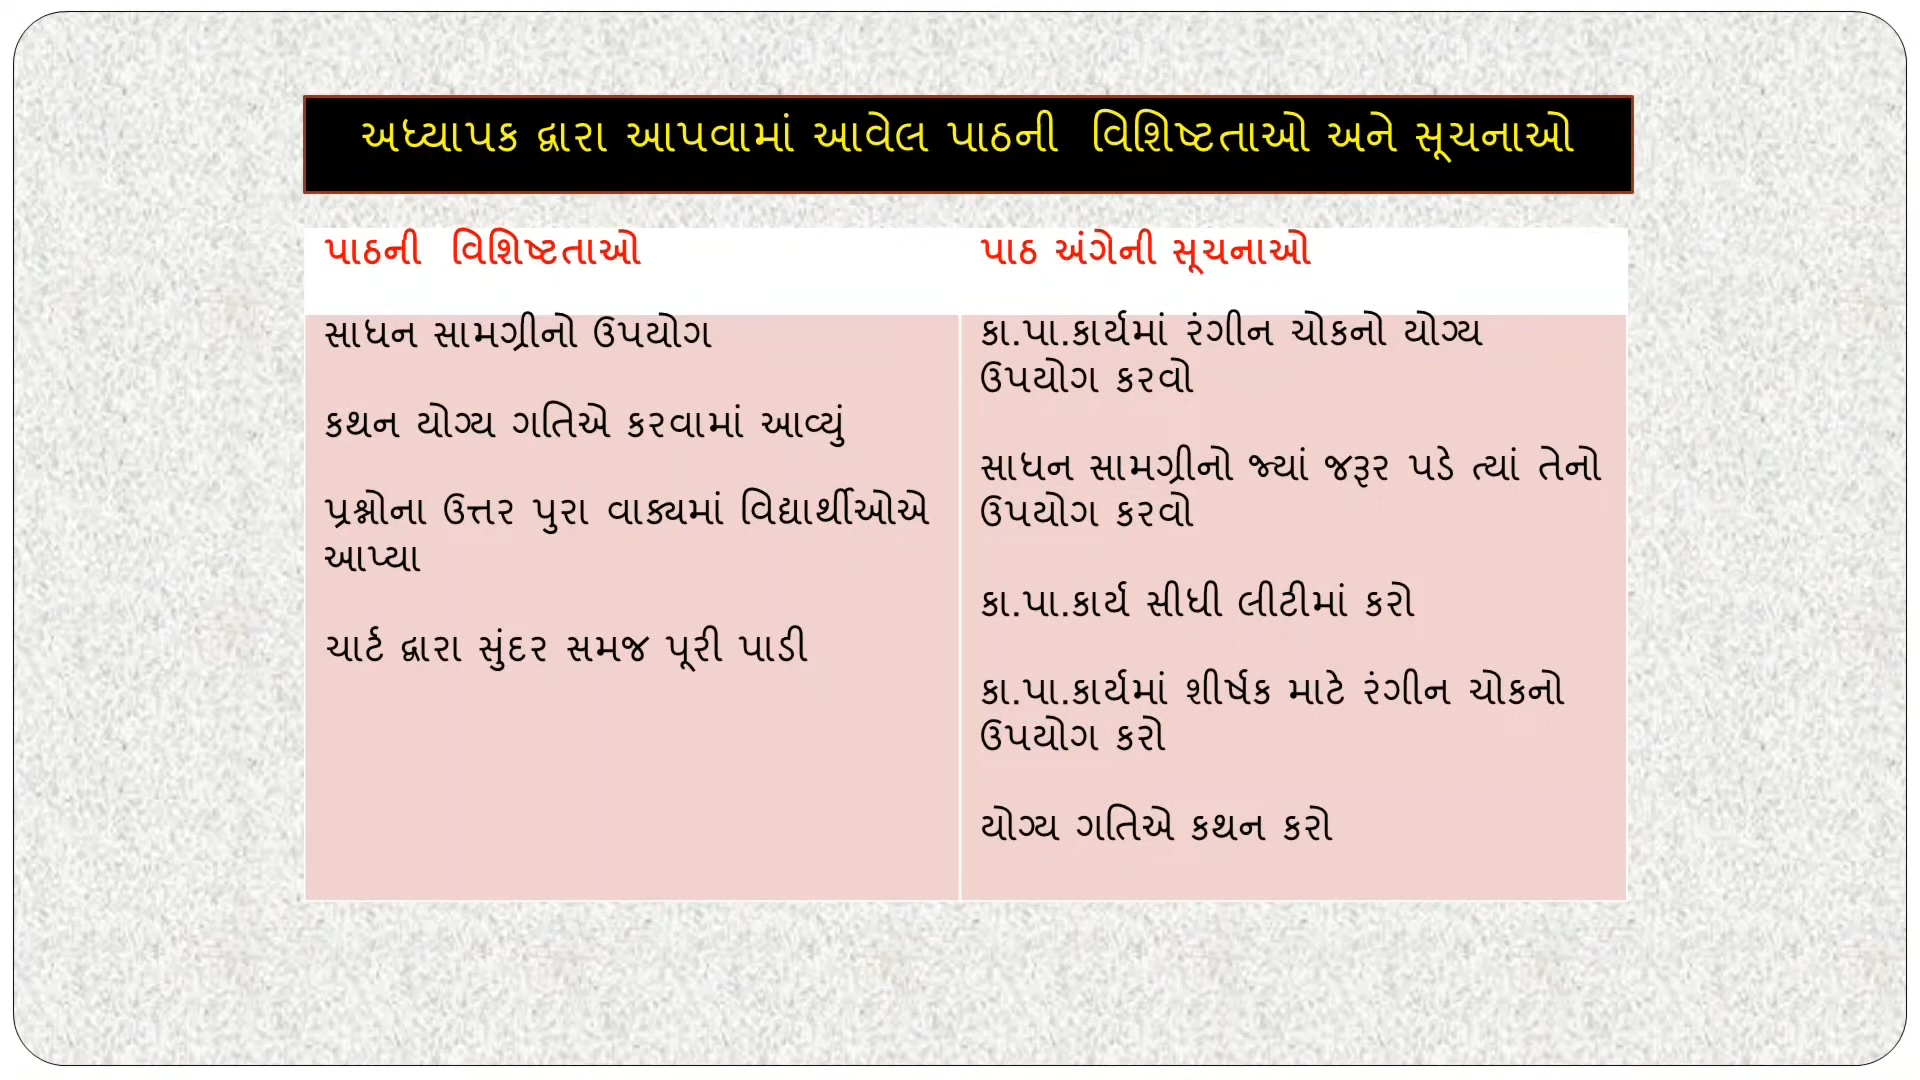 અધ્યાપક દ્વારા આપવામાં આવેલ પાઠની વિશિષ્ટતાઓ અને સૂચનાઓ
પાઠની વિશિષ્ટતાઓ
સાધન સામગ્રીનો ઉપયોગ
કથન યોગ્ય ગતિએ કરવામાં આવ્યું
પ્રશ્નોના ઉત્તર પુરા વાક્યમાં વિદ્યાર્થીઓએ
આપ્યા
ચાર્ટ દ્વારા સુંદર સમજ પૂરી પાડી
પાઠ અંગેની સૂચનાઓ
કા.પા.કાર્યમાં રંગીન ચોકનો યોગ્ય
ઉપયોગ કરવો
સાધન સામગ્રીનો જ્યાં જરૂર પડે ત્યાં તેનો
ઉપયોગ કરવો
કા.પા.કાર્ય સીધી લીટીમાં કરો
કા.પા.કાર્યમાં શીર્ષક માટે રંગીન ચોકનો
ઉપયોગ કરો
યોગ્ય ગતિએ કથન કરો